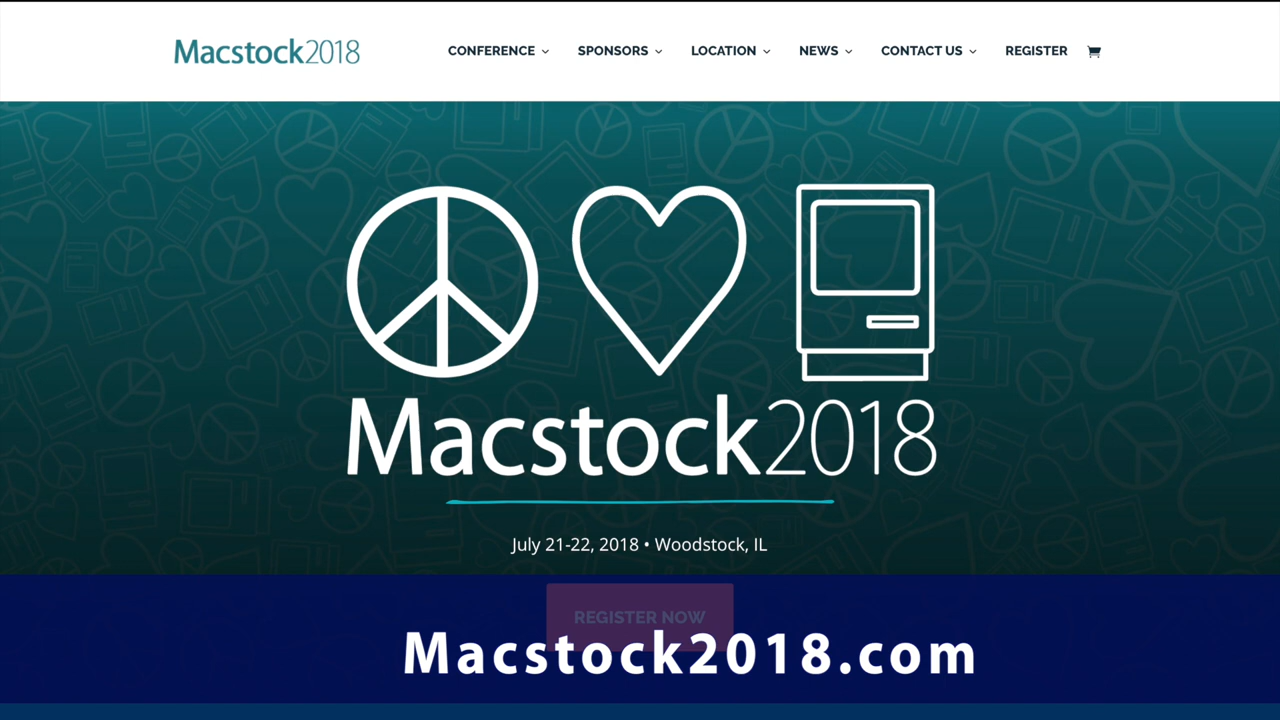 Macstock2018
CONFERENCE SPONSORS LOCATION NEWS CONTACT US REGISTER
Macstock2018
July 21-22, 2018 • Woodstock, IL
REGISTER NOW
Macstock2018.com